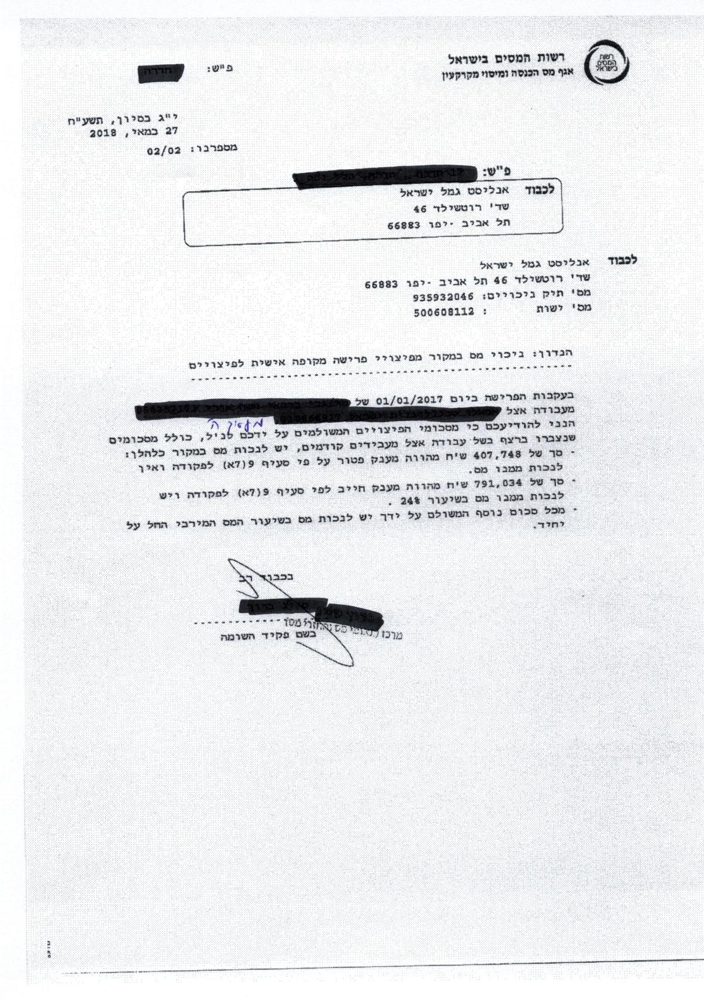 רשות
המסים
בישראל
רשות המסים בישראל
אגף מס הכנסה ומיסוי מקרקעין
פ"ש:
י"ג בסיון, תשע"ח
27 במאי, 2018
מספרנו: 02/02
פ"ש:
לכבוד אנליסט גמל ישראל
שד' רוטשילד 46
תל אביב -יפו 66883
לכבוד אנליסט גמל ישראל
שד' רוטשילד 46 תל אביב -יפו 66883
מס' תיק ניכויים: 935932046
מס' ישות : 500608112
הנדון: ניכוי מס במקור מפיצויי פרישה מקופה אישית לפיצויים
בעקבות הפרישה ביום 01/01/2017 של
מעבודה אצל
הנני להודיעכם כי מסכומי הפיצויים המשולמים על ידכם לנ"ל, כולל מסכומים
שנצברו ברצף בשל עבודה אצל מעבידים קודמים, יש לנכות מס במקור כלהלן:
- סך של 407,748 ש"ח מהווה מענק פטור על פי סעיף 9(7א) לפקודה ואין
לנכות ממנו מס.
- סך של 791,034 ש"ח מהווה מענק חייב לפי סעיף 9(7א) לפקודה ויש
לנכות ממנו מס בשיעור 24% .
- מכל סכום נוסף המשולם על ידך יש לנכות מס בשיעור המס המירבי החל על
יחיד.
בכבוד רב
מרכז
בשם פקיד השומה